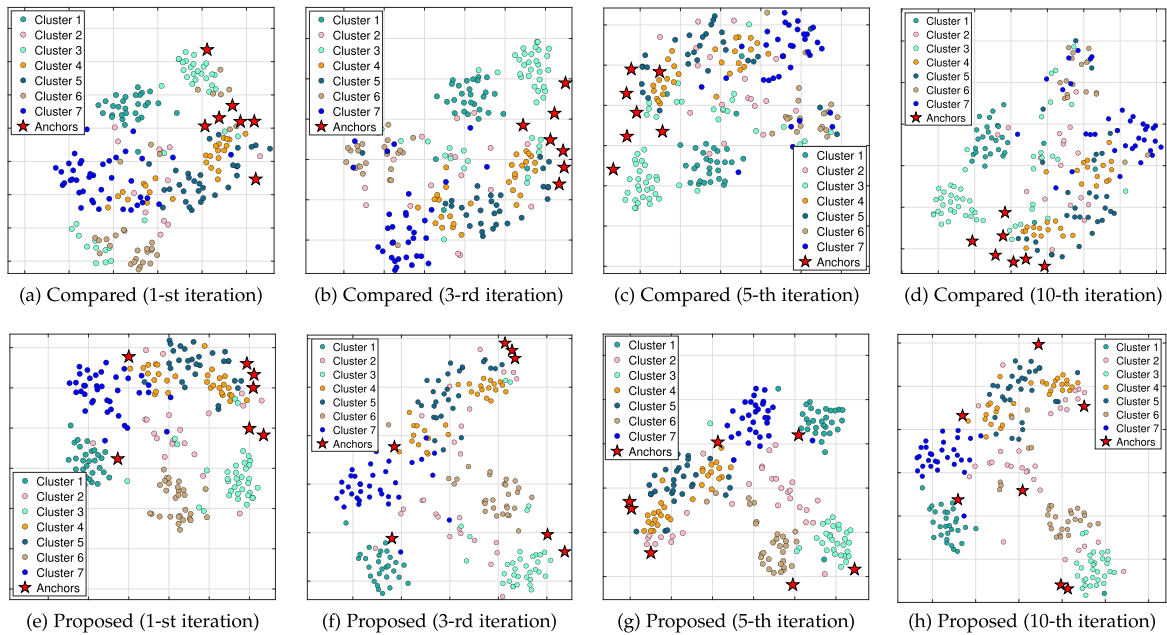 Cluster 1
Cluster 2
Cluster 3
Cluster 4
Cluster 5
Cluster 6
Cluster 7
Anchors
(a) Compared (1-st iteration)
Cluster 1
Cluster 2
Cluster 3
Cluster 4
Cluster 5
Cluster 6
Cluster 7
Anchors
(b) Compared (3-rd iteration)
Cluster 1
Cluster 2
Cluster 3
Cluster 4
Cluster 5
Cluster 6
Cluster 7
Anchors
(c) Compared (5-th iteration)
Cluster 1
Cluster 2
Cluster 3
Cluster 4
Cluster 5
Cluster 6
Cluster 7
Anchors
(d) Compared (10-th iteration)
Cluster 1
Cluster 2
Cluster 3
Cluster 4
Cluster 5
Cluster 6
Cluster 7
Anchors
(e) Proposed (1-st iteration)
Cluster 1
Cluster 2
Cluster 3
Cluster 4
Cluster 5
Cluster 6
Cluster 7
Anchors
(f) Proposed (3-rd iteration)
Cluster 1
Cluster 2
Cluster 3
Cluster 4
Cluster 5
Cluster 6
Cluster 7
Anchors
(g) Proposed (5-th iteration)
Cluster 1
Cluster 2
Cluster 3
Cluster 4
Cluster 5
Cluster 6
Cluster 7
Anchors
(h) Proposed (10-th iteration)